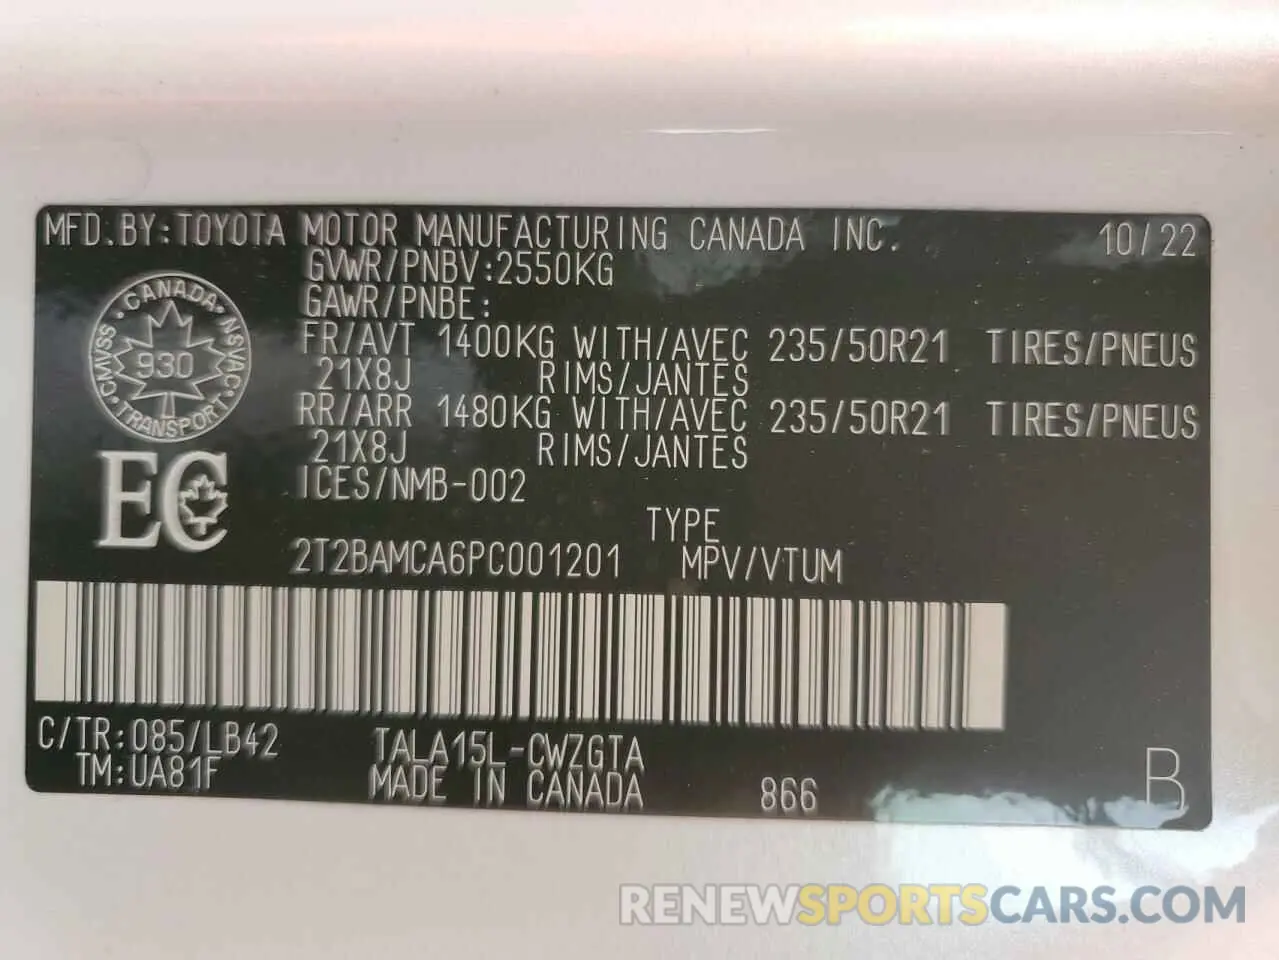 MFD.BY:TOYOTA MOTOR MANUFACTURING CANADA INC. 10/22
GVWR/PNBV:2550KG
GAWR/PNBE:
FR/AVT 1400KG WITH/AVEC 235/50R21 TIRES/PNEUS
21X8J RIMS/JANTES
RR/ARR 1480KG WITH/AVEC 235/50R21 TIRES/PNEUS
21X8J RIMS/JANTES
ICES/NMB-002
CANADA · NSVAC · TRANSPORT · CMVSS
930
EC
TYPE
2T2BAMCA6PC001201 MPV/VTUM
C/TR:085/LB42 TALA15L-CWZGTA
TM:UA81F MADE IN CANADA 866 B
RENEWSPORTSCARS.COM